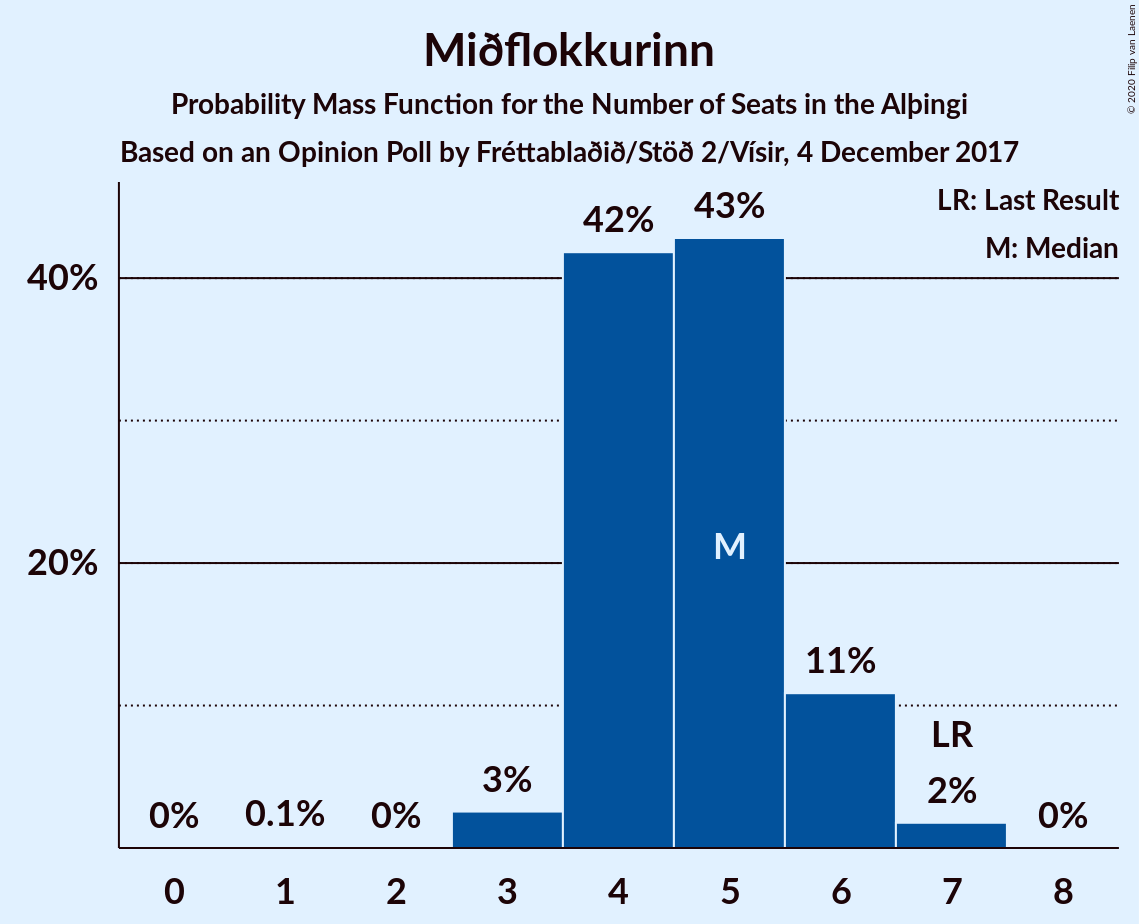 Miðflokkurinn
Probability Mass Function for the Number of Seats in the Alþingi
Based on an Opinion Poll by Fréttablaðið/Stöð 2/Vísir, 4 December 2017
© 2020 Filip van Laenen
LR: Last Result
M: Median
40%
20%
0%
0.1%
0%
3%
42%
43%
M
11%
LR
2%
0%
0 1 2 3 4 5 6 7 8